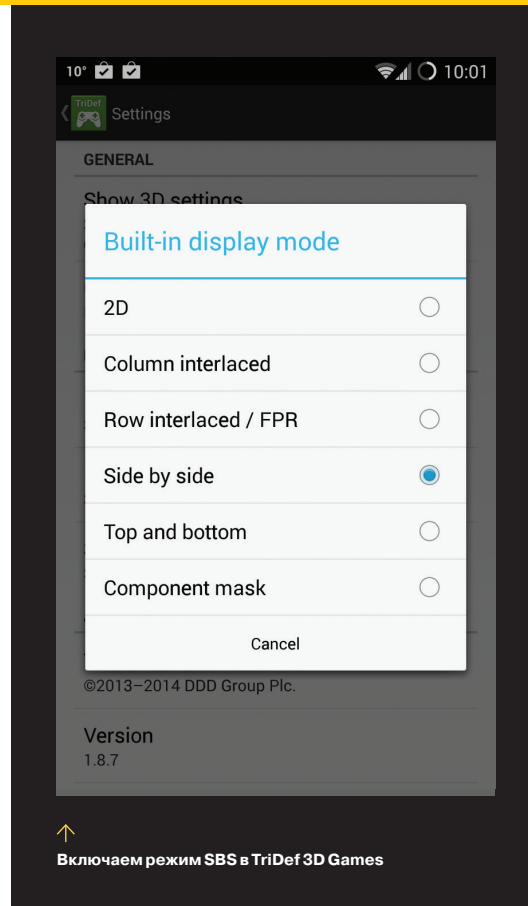 10°
10:01
TriDef
Settings
GENERAL
Show 3D settings
Built-in display mode
2D
Column interlaced
Row interlaced / FPR
Side by side
Top and bottom
Component mask
Cancel
©2013–2014 DDD Group Plc.
Version
1.8.7
Включаем режим SBS в TriDef 3D Games